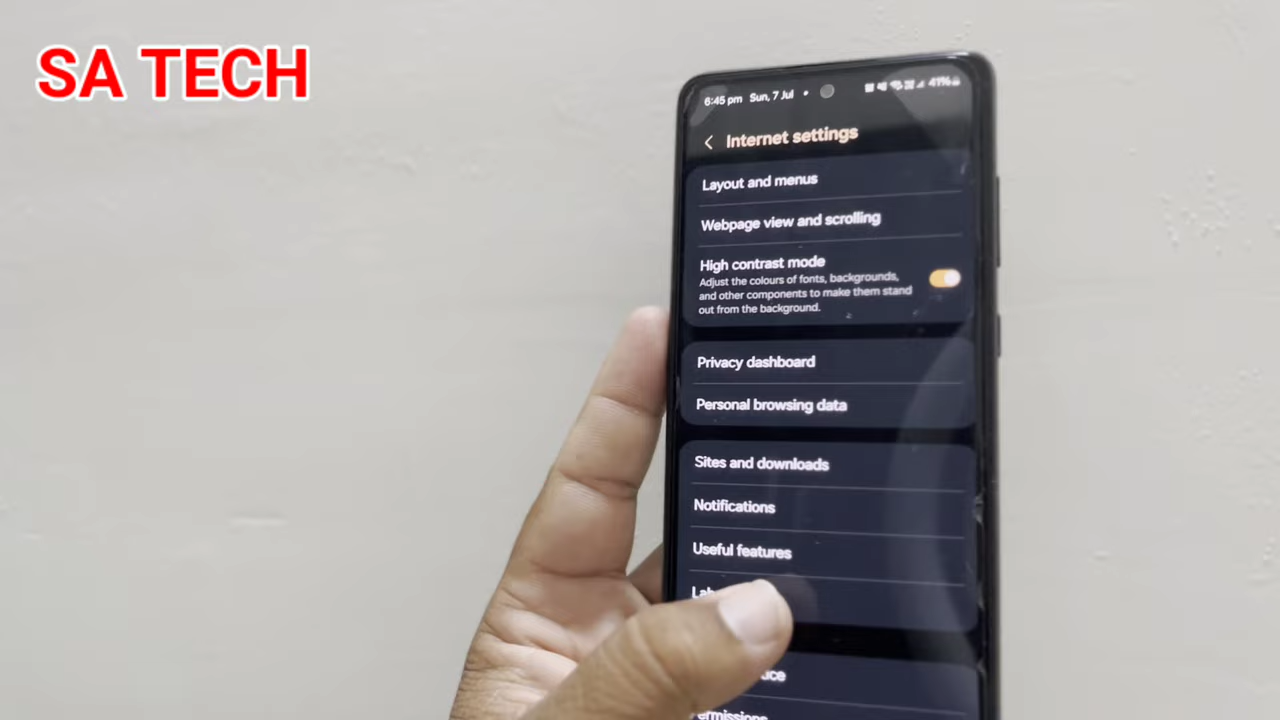 SA TECH
6:45 pm Sun, 7 Jul
41%
Internet settings
Layout and menus
Webpage view and scrolling
High contrast mode
Adjust the colours of fonts, backgrounds,
and other components to make them stand
out from the background.
Privacy dashboard
Personal browsing data
Sites and downloads
Notifications
Useful features